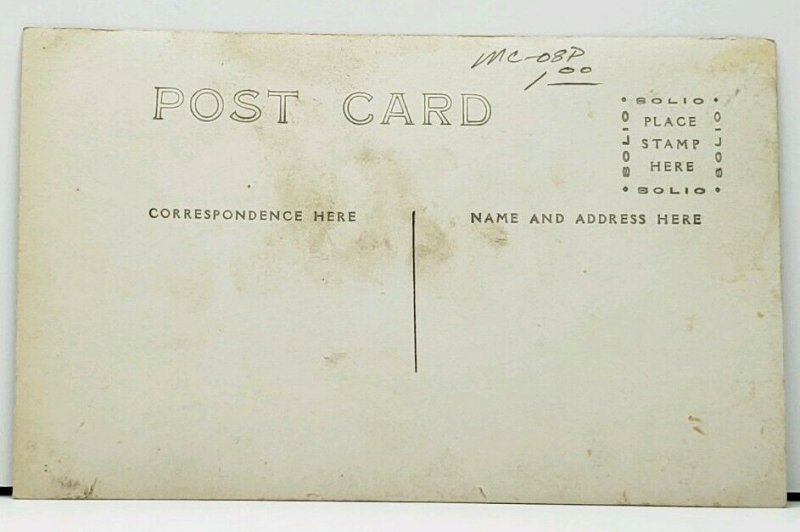 MC-08P
1.00
POST CARD
SOLIO
SOLIO PLACE SOLIO
STAMP
HERE
SOLIO
CORRESPONDENCE HERE
NAME AND ADDRESS HERE